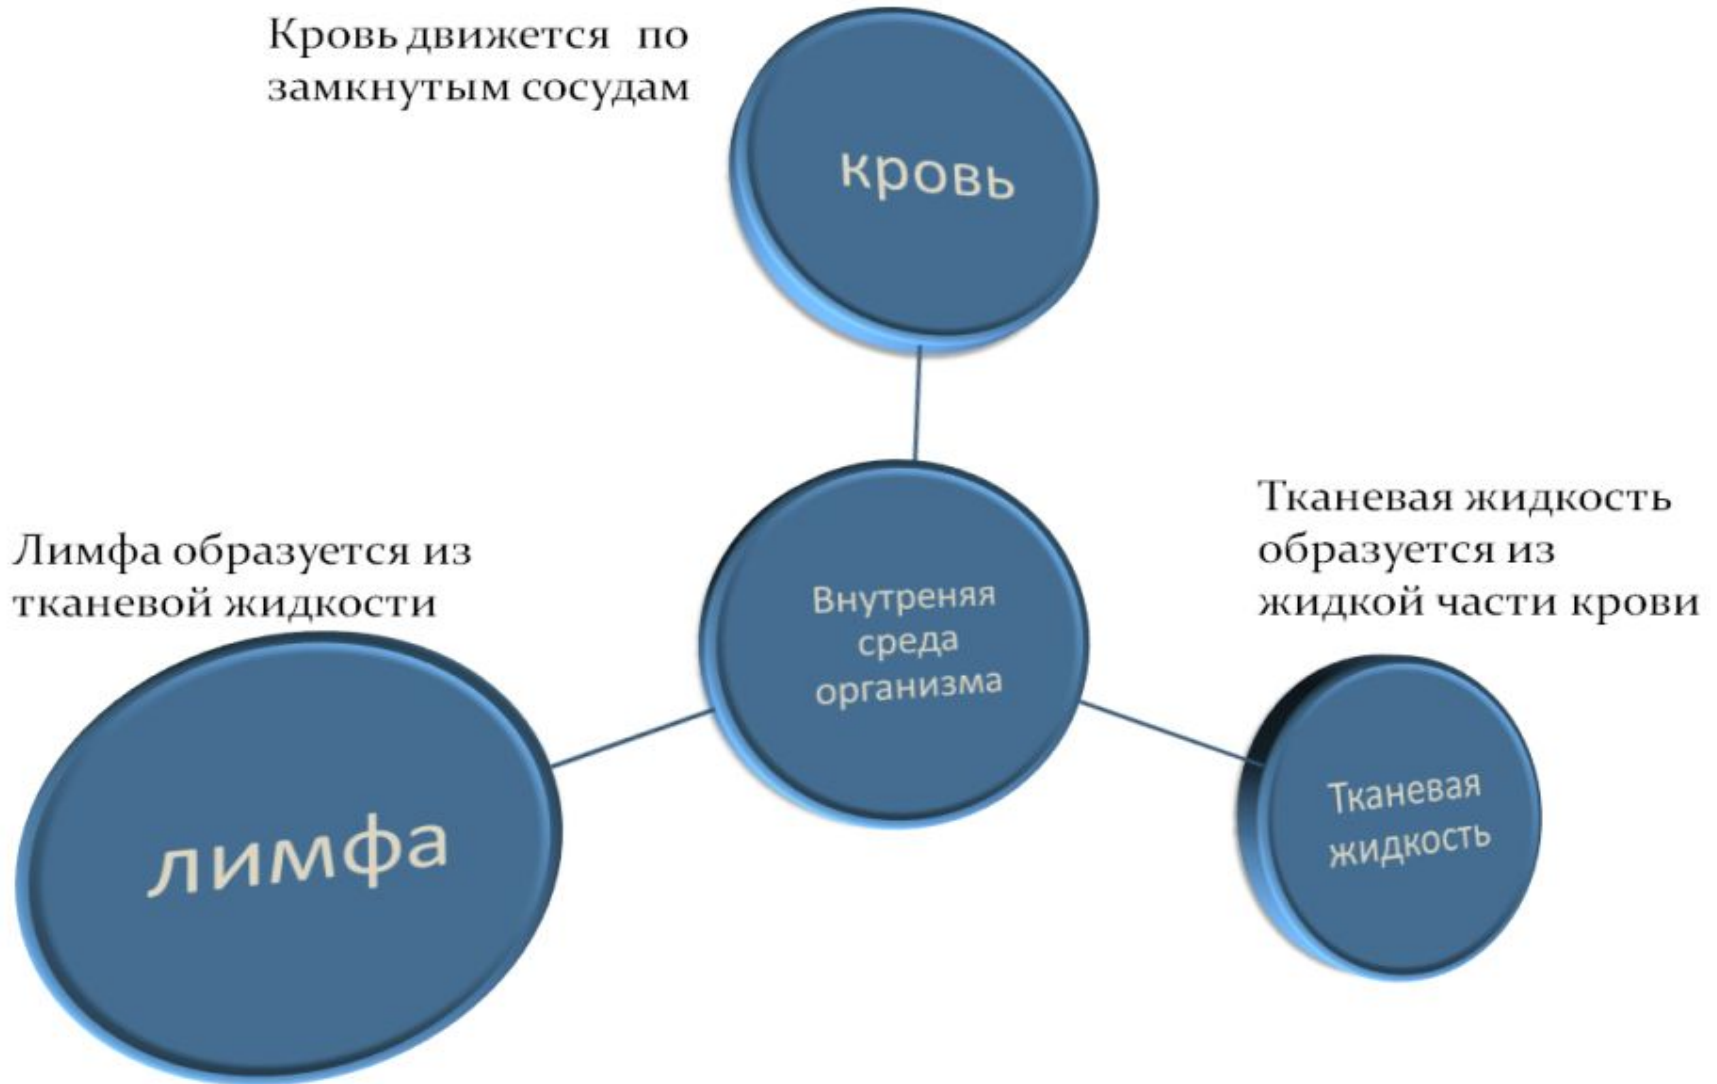 Кровь движется по
замкнутым сосудам
кровь
Лимфа образуется из
тканевой жидкости
Внутреняя
среда
организма
Тканевая жидкость
образуется из
жидкой части крови
лимфа
Тканевая
жидкость